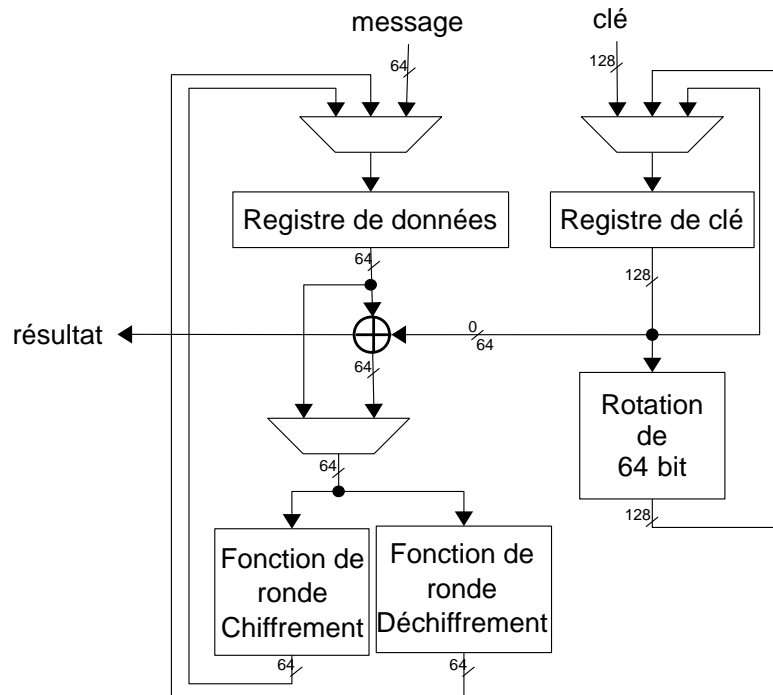 message
clé
64
128
Registre de données
Registre de clé
64
128
résultat
0
64
64
Rotation
de
64 bit
64
128
Fonction de
ronde
Chiffrement
Fonction de
ronde
Déchiffrement
64
64